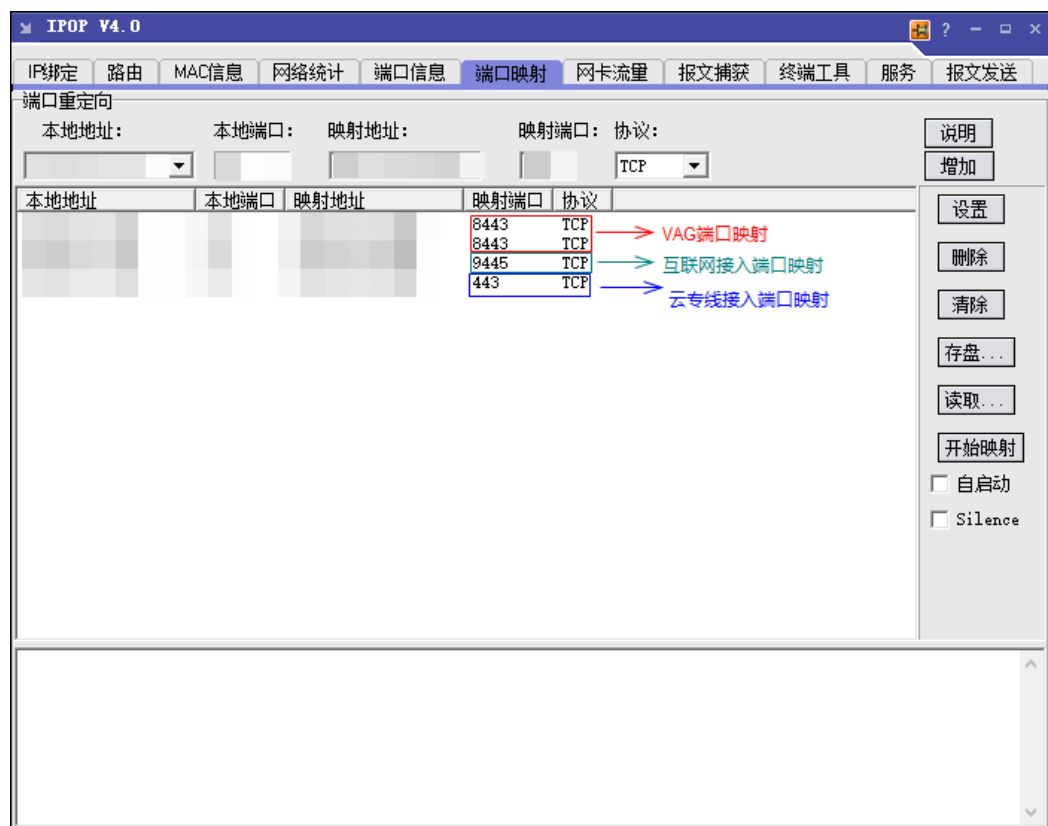 IPOP V4.0
IP绑定 路由 MAC信息 网络统计 端口信息 端口映射 网卡流量 报文捕获 终端工具 服务 报文发送
端口重定向
本地地址: 本地端口: 映射地址: 映射端口: 协议: 说明
TCP 增加
本地地址 本地端口 映射地址 映射端口 协议 设置
8443 TCP
8443 TCP
VAG端口映射
9445 TCP 互联网接入端口映射 删除
443 TCP 云专线接入端口映射 清除
存盘...
读取...
开始映射
自启动
Silence